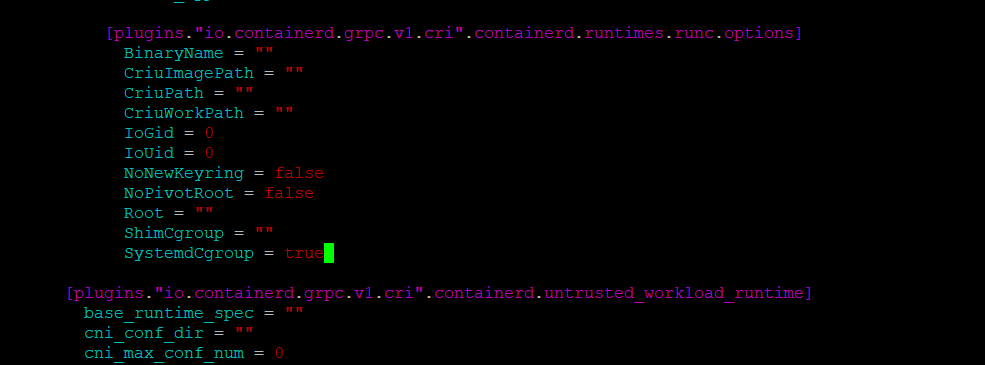 [plugins."io.containerd.grpc.v1.cri".containerd.runtimes.runc.options]
BinaryName = ""
CriuImagePath = ""
CriuPath = ""
CriuWorkPath = ""
IoGid = 0
IoUid = 0
NoNewKeyring = false
NoPivotRoot = false
Root = ""
ShimCgroup = ""
SystemdCgroup = true
[plugins."io.containerd.grpc.v1.cri".containerd.untrusted_workload_runtime]
base_runtime_spec = ""
cni_conf_dir = ""
cni_max_conf_num = 0